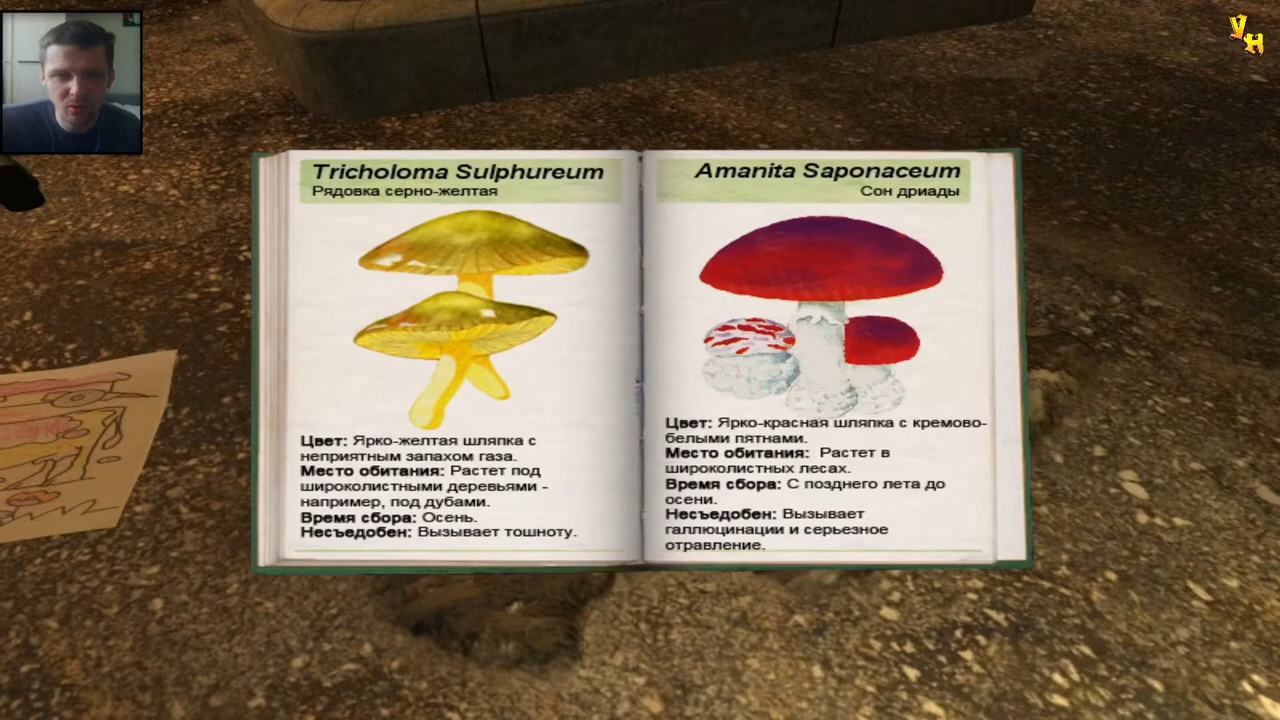 Tricholoma Sulphureum
Рядовка серно-желтая
Цвет: Ярко-желтая шляпка с
неприятным запахом газа.
Место обитания: Растет под
широколистными деревьями -
например, под дубами.
Время сбора: Осень.
Несъедобен: Вызывает тошноту.
Amanita Saponaceum
Сон дриады
Цвет: Ярко-красная шляпка с кремово-
белыми пятнами.
Место обитания: Растет в
широколистных лесах.
Время сбора: С позднего лета до
осени.
Несъедобен: Вызывает
галлюцинации и серьезное
отравление.
УН